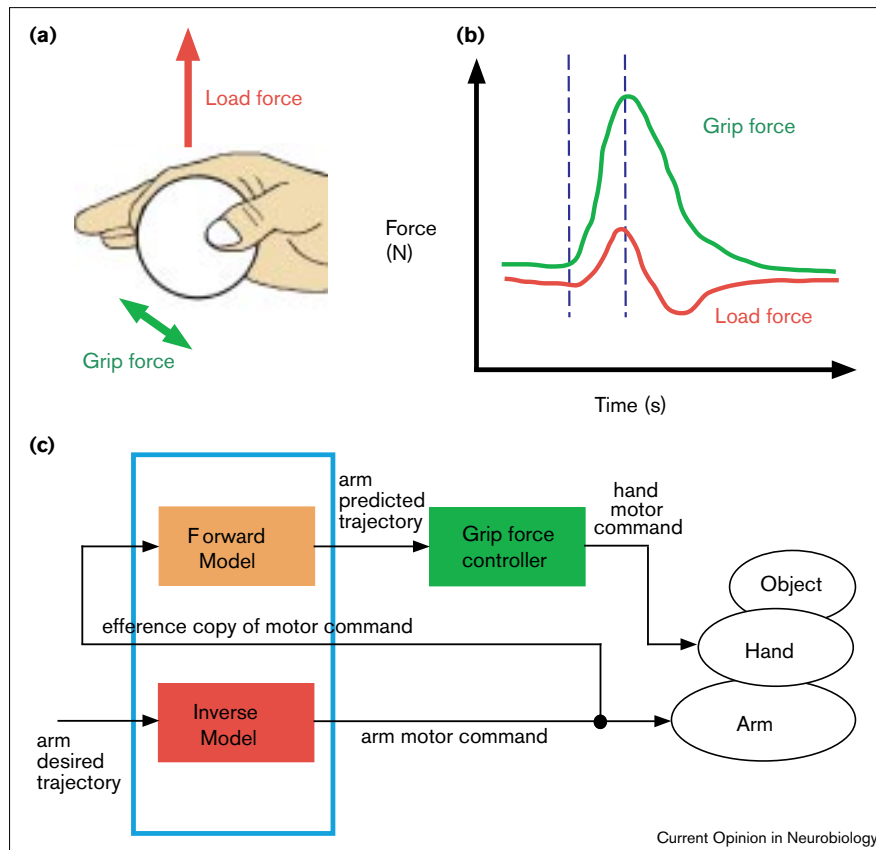 (a)
Load force
Grip force
(b)
Grip force
Force
(N)
Load force
Time (s)
(c)
arm
predicted
trajectory
hand
motor
command
Forward
Model
Grip force
controller
Object
efference copy of motor command
Hand
Inverse
Model
arm motor command
Arm
arm
desired
trajectory
Current Opinion in Neurobiology